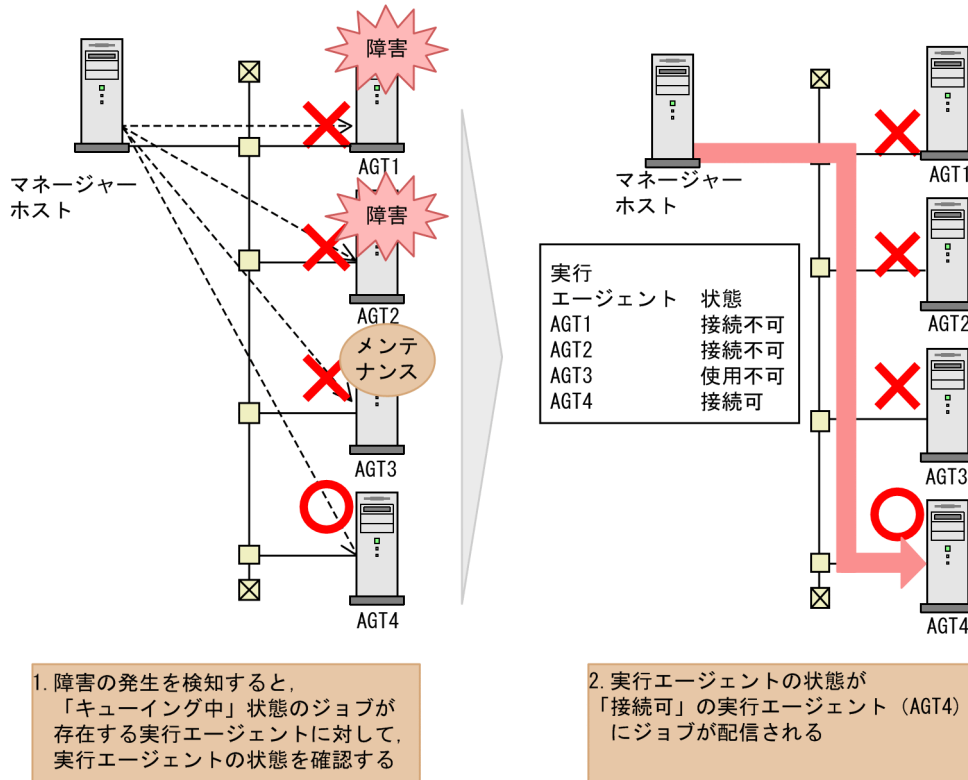 障害
AGT1
マネージャー
ホスト
障害
AGT2
メンテ
ナンス
AGT3
AGT4
1. 障害の発生を検知すると，
「キューイング中」状態のジョブが
存在する実行エージェントに対して，
実行エージェントの状態を確認する
マネージャー
ホスト
AGT1
実行
エージェント 状態
AGT1 接続不可
AGT2 接続不可
AGT3 使用不可
AGT4 接続可
AGT2
AGT3
AGT4
2. 実行エージェントの状態が
「接続可」の実行エージェント（AGT4）
にジョブが配信される